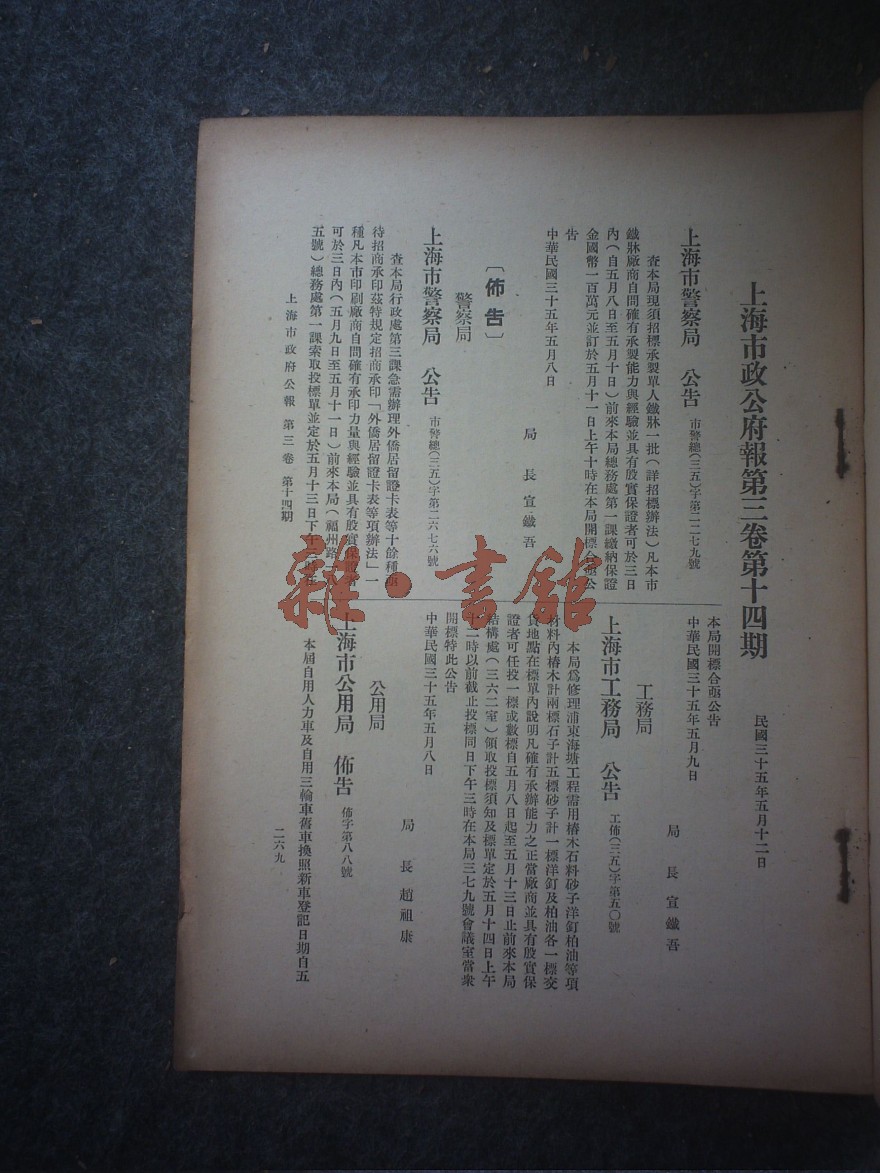 上海市政公府報第三卷第十四期 民國三十五年五月十二日
上海市警察局 公告 市警總(三五)字第二二七九號
查本局現須招標承製單人鐵牀一批(詳招標辦法)凡本市
鐵牀廠商自問確有承製能力與經驗並具有殷實保證者可於三日
內(自五月八日至五月十日)前來本局總務處第一課繳納保證
金國幣一百萬元並訂於五月十一日上午十時在本局開標合亟公
告
中華民國三十五年五月八日
局長宣鐵吾
〔佈告〕
警察局
上海市警察局 公告 市警總(三五)字第二六七六號
查本局行政處第三課急需辦理外僑居留證卡表等十餘種亟
待招商承印茲特規定招商承印「外僑居留證卡表等項辦法」一
種凡本市印刷廠商自問確有承印力量與經驗並具有殷實保證者
可於三日內(五月九日至五月十一日)前來本局(福州路
五號)總務處第一課索取投標單並定於五月十三日下午
本局開標合亟公告
中華民國三十五年五月九日
局長宣鐵吾
工務局
上海市工務局 公告 工佈(三五)字第五〇號
本局爲修理浦東海塘工程需用樁木石料砂子洋釘柏油等項
材料內樁木計兩標石子計五標砂子計一標洋釘及柏油各一標交
貨地點在標單內說明凡確有承辦能力之正當廠商並具有殷實保
證者可任投一標或數標自五月八日起至五月十三日止前來本局
結構處(三六二室)領取投標須知及標單定於五月十四日上午
十二時以前截止投標同日下午三時在本局三七九號會議室當衆
開標特此公告
中華民國三十五年五月八日
局長趙祖康
公用局
上海市公用局 佈告 佈字第八八號
本屆自用人力車及自用三輪車舊車換照新車登記日期自五
上海市政府公報 第三卷 第十四期
二六九
雜·書館